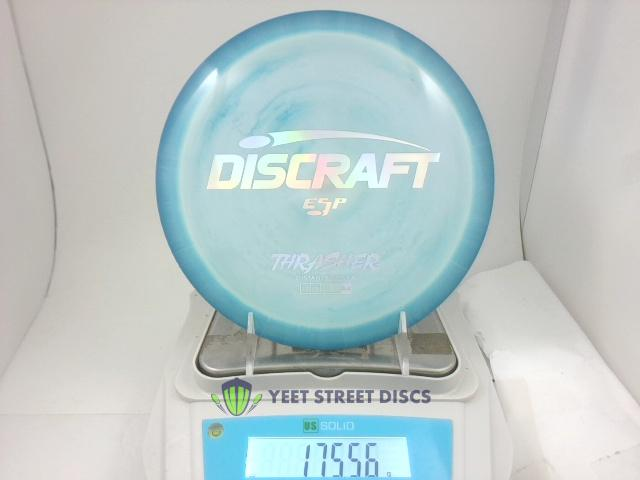 DISCRAFT
ESP
THRASHER
YEET STREET DISCS
US SOLID
175.56 g